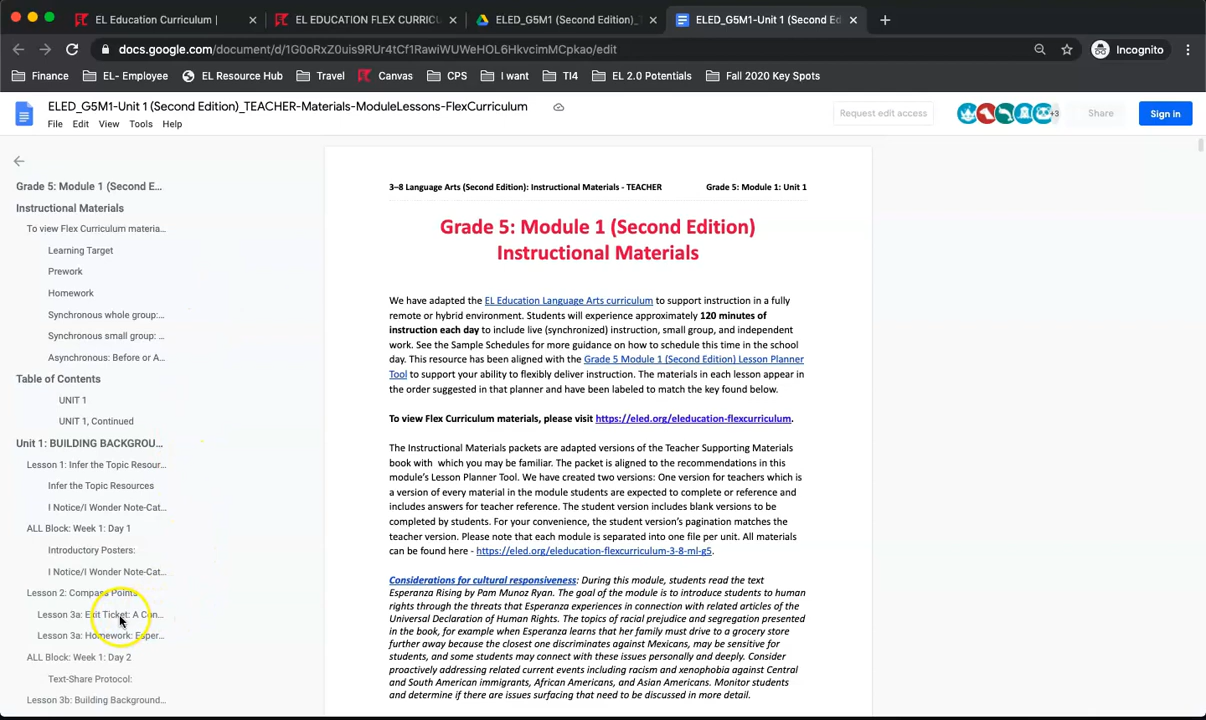 EL Education Curriculum |
EL EDUCATION FLEX CURRICU
ELED_G5M1 (Second Edition)_
ELED_G5M1-Unit 1 (Second Ed
docs.google.com/document/d/1G0oRxZ0uis9RUr4tCf1RawiWUWeHOL6HkvcimMCpkao/edit
Incognito
Finance
EL- Employee
EL Resource Hub
Travel
Canvas
CPS
I want
TI4
EL 2.0 Potentials
Fall 2020 Key Spots
ELED_G5M1-Unit 1 (Second Edition)_TEACHER-Materials-ModuleLessons-FlexCurriculum
File Edit View Tools Help
Request edit access
+3
Share
Sign in
Grade 5: Module 1 (Second E...
Instructional Materials
To view Flex Curriculum materia...
Learning Target
Prework
Homework
Synchronous whole group:...
Synchronous small group: ...
Asynchronous: Before or A...
Table of Contents
UNIT 1
UNIT 1, Continued
Unit 1: BUILDING BACKGROU...
Lesson 1: Infer the Topic Resour...
Infer the Topic Resources
I Notice/I Wonder Note-Cat...
ALL Block: Week 1: Day 1
Introductory Posters:
I Notice/I Wonder Note-Cat...
Lesson 2: Compass Points
Lesson 3a: Exit Ticket: A Con...
Lesson 3a: Homework: Esper...
ALL Block: Week 1: Day 2
Text-Share Protocol:
Lesson 3b: Building Background...
3–8 Language Arts (Second Edition): Instructional Materials - TEACHER
Grade 5: Module 1: Unit 1
Grade 5: Module 1 (Second Edition)
Instructional Materials
We have adapted the EL Education Language Arts curriculum to support instruction in a fully
remote or hybrid environment. Students will experience approximately 120 minutes of
instruction each day to include live (synchronized) instruction, small group, and independent
work. See the Sample Schedules for more guidance on how to schedule this time in the school
day. This resource has been aligned with the Grade 5 Module 1 (Second Edition) Lesson Planner
Tool to support your ability to flexibly deliver instruction. The materials in each lesson appear in
the order suggested in that planner and have been labeled to match the key found below.
To view Flex Curriculum materials, please visit https://eled.org/eleducation-flexcurriculum.
The Instructional Materials packets are adapted versions of the Teacher Supporting Materials
book with which you may be familiar. The packet is aligned to the recommendations in this
module's Lesson Planner Tool. We have created two versions: One version for teachers which is
a version of every material in the module students are expected to complete or reference and
includes answers for teacher reference. The student version includes blank versions to be
completed by students. For your convenience, the student version's pagination matches the
teacher version. Please note that each module is separated into one file per unit. All materials
can be found here - https://eled.org/eleducation-flexcurriculum-3-8-ml-g5.
Considerations for cultural responsiveness: During this module, students read the text
Esperanza Rising by Pam Munoz Ryan. The goal of the module is to introduce students to human
rights through the threats that Esperanza experiences in connection with related articles of the
Universal Declaration of Human Rights. The topics of racial prejudice and segregation presented
in the book, for example when Esperanza learns that her family must drive to a grocery store
further away because the closest one discriminates against Mexicans, may be sensitive for
students, and some students may connect with these issues personally and deeply. Consider
proactively addressing related current events including racism and xenophobia against Central
and South American immigrants, African Americans, and Asian Americans. Monitor students
and determine if there are issues surfacing that need to be discussed in more detail.